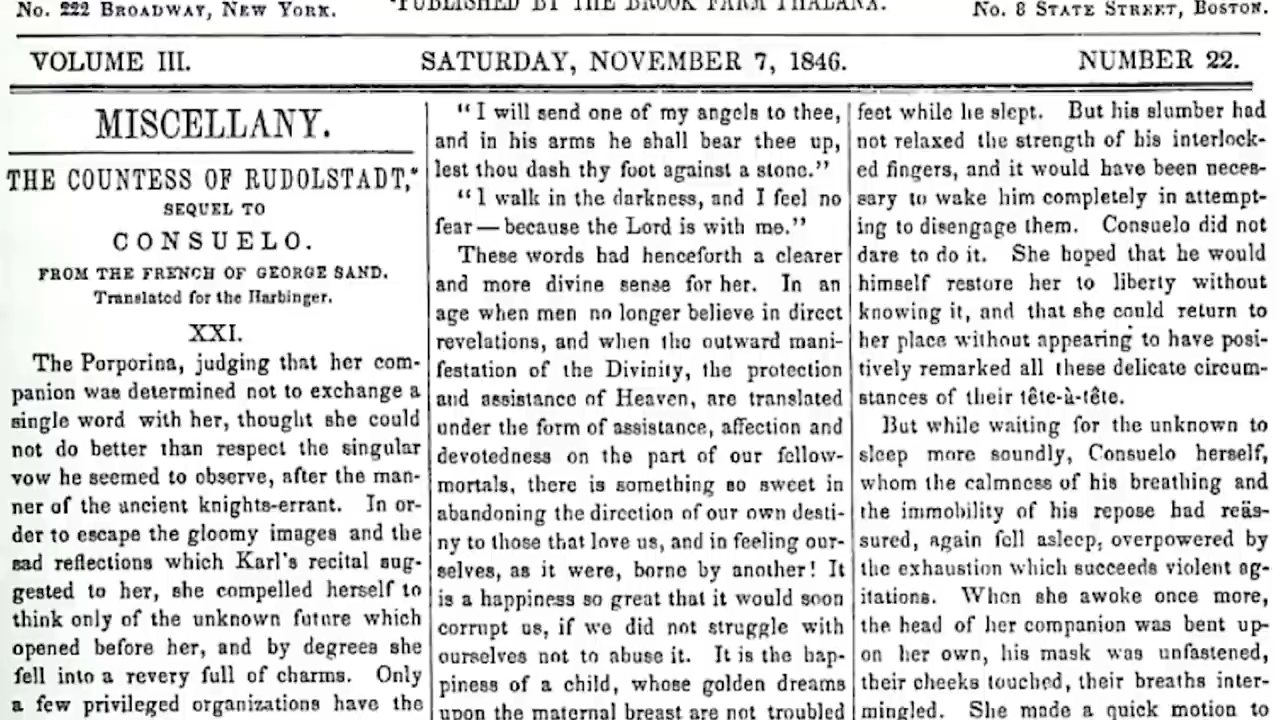 No. 222 Broadway, New York.
PUBLISHED BY THE BROOK FARM PHALANX.
No. 8 State Street, Boston.
VOLUME III.
SATURDAY, NOVEMBER 7, 1846.
NUMBER 22.
MISCELLANY.
THE COUNTESS OF RUDOLSTADT,*
SEQUEL TO
CONSUELO.
FROM THE FRENCH OF GEORGE SAND.
Translated for the Harbinger.
XXI.
The Porporina, judging that her com-
panion was determined not to exchange a
single word with her, thought she could
not do better than respect the singular
vow he seemed to observe, after the man-
ner of the ancient knights-errant. In or-
der to escape the gloomy images and the
sad reflections which Karl's recital sug-
gested to her, she compelled herself to
think only of the unknown future which
opened before her, and by degrees she
fell into a revery full of charms. Only
a few privileged organizations have the
“I will send one of my angels to thee,
and in his arms he shall bear thee up,
lest thou dash thy foot against a stone.”
“I walk in the darkness, and I feel no
fear — because the Lord is with me.”
These words had henceforth a clearer
and more divine sense for her. In an
age when men no longer believe in direct
revelations, and when the outward mani-
festation of the Divinity, the protection
and assistance of Heaven, are translated
under the form of assistance, affection and
devotedness on the part of our fellow-
mortals, there is something so sweet in
abandoning the direction of our own desti-
ny to those that love us, and in feeling our-
selves, as it were, borne by another! It
is a happiness so great that it would soon
corrupt us, if we did not struggle with
ourselves not to abuse it. It is the hap-
piness of a child, whose golden dreams
upon the maternal breast are not troubled
feet while he slept. But his slumber had
not relaxed the strength of his interlock-
ed fingers, and it would have been neces-
sary to wake him completely in attempt-
ing to disengage them. Consuelo did not
dare to do it. She hoped that he would
himself restore her to liberty without
knowing it, and that she could return to
her place without appearing to have posi-
tively remarked all these delicate circum-
stances of their tête-à-tête.
But while waiting for the unknown to
sleep more soundly, Consuelo herself,
whom the calmness of his breathing and
the immobility of his repose had reäs-
sured, again fell asleep, overpowered by
the exhaustion which succeeds violent ag-
itations. When she awoke once more,
the head of her companion was bent up-
on her own, his mask was unfastened,
their cheeks touched, their breaths inter-
mingled. She made a quick motion to